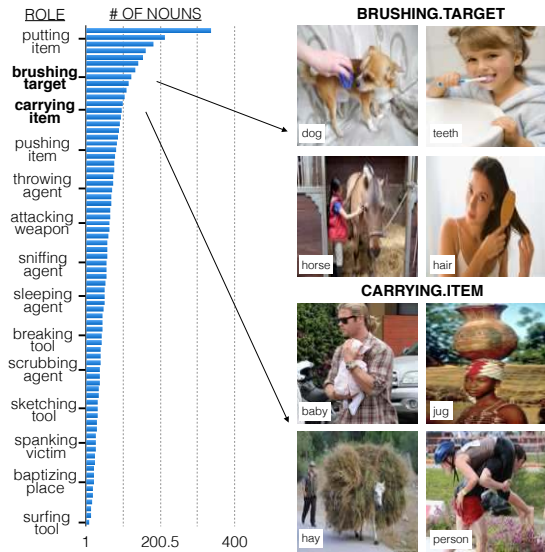 ROLE
# OF NOUNS
putting
item
brushing
target
carrying
item
pushing
item
throwing
agent
attacking
weapon
sniffing
agent
sleeping
agent
breaking
tool
scrubbing
agent
sketching
tool
spanking
victim
baptizing
place
surfing
tool
1
200.5
400
BRUSHING.TARGET
dog
teeth
horse
hair
CARRYING.ITEM
baby
jug
hay
person